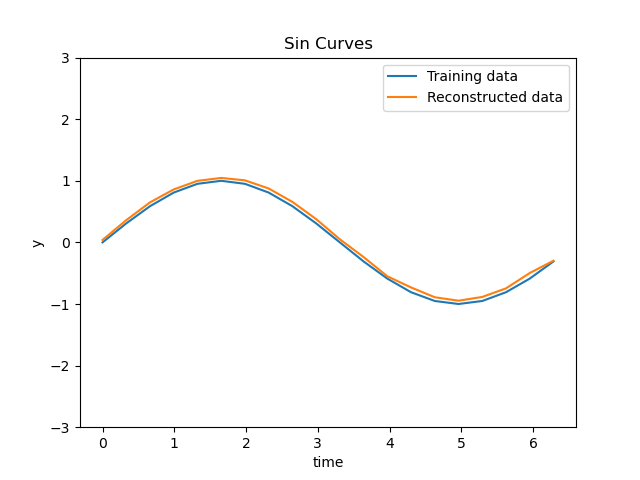 Sin Curves
Training data
Reconstructed data
3
2
1
0
−1
−2
−3
y
0 1 2 3 4 5 6
time